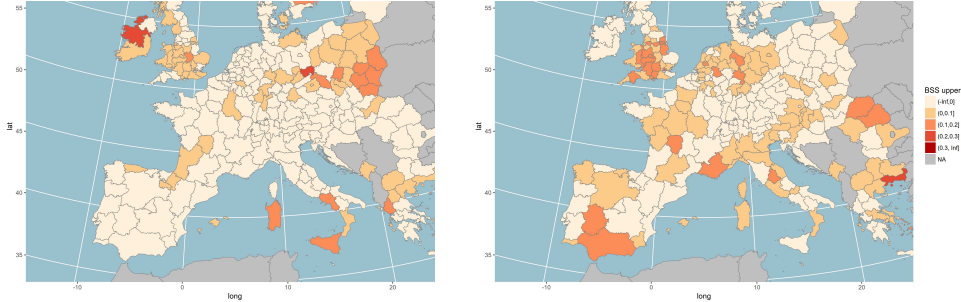 55
50
45
40
35
lat
-10
0
10
20
long
55
50
45
40
35
lat
-10
0
10
20
long
BSS upper
(-Inf,0]
(0,0.1]
(0.1,0.2]
(0.2,0.3]
(0.3, Inf]
NA